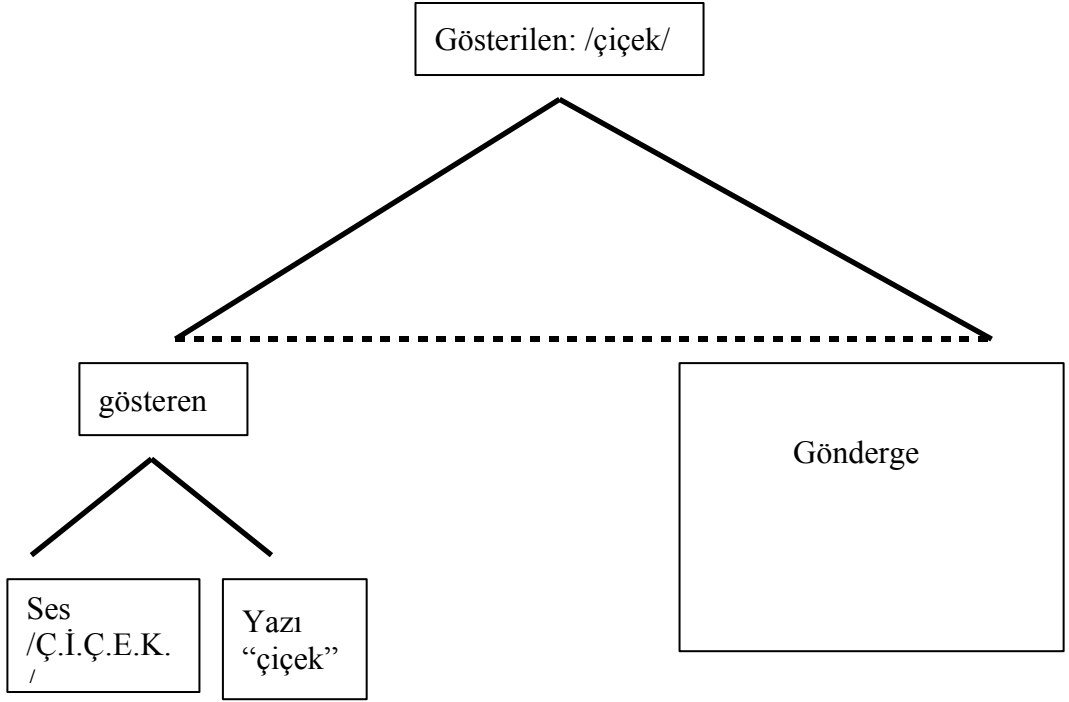 Gösterilen: /çiçek/
gösteren
Gönderge
Ses
/Ç.İ.Ç.E.K.
/
Yazı
“çiçek”